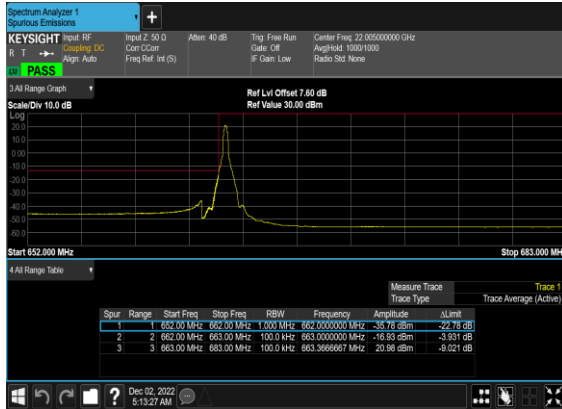 Spectrum Analyzer 1
Spurious Emissions
KEYSIGHT Input: RF Input Z: 50 Ω Atten: 40 dB Trig: Free Run Center Freq: 22.005000000 GHz
R T Coupling: DC Corr CCorr Gate: Off Avg|Hold: 1000/1000
Align: Auto Freq Ref: Int (S) IF Gain: Low Radio Std: None
PASS
3 All Range Graph
Ref Lvl Offset 7.60 dB
Scale/Div 10.0 dB Ref Value 30.00 dBm
Log
20.0
10.0
0.00
-10.0
-20.0
-30.0
-40.0
-50.0
-60.0
Start 652.000 MHz Stop 683.000 MHz
4 All Range Table
Measure Trace Trace 1
Trace Type Trace Average (Active)
Spur Range Start Freq Stop Freq RBW Frequency Amplitude ΔLimit
1 1 652.00 MHz 662.00 MHz 1.000 MHz 662.0000000 MHz -35.78 dBm -22.78 dB
2 2 662.00 MHz 663.00 MHz 100.0 kHz 663.0000000 MHz -16.93 dBm -3.931 dB
3 3 663.00 MHz 683.00 MHz 100.0 kHz 663.3666667 MHz 20.98 dBm -9.021 dB
Dec 02, 2022
5:13:27 AM